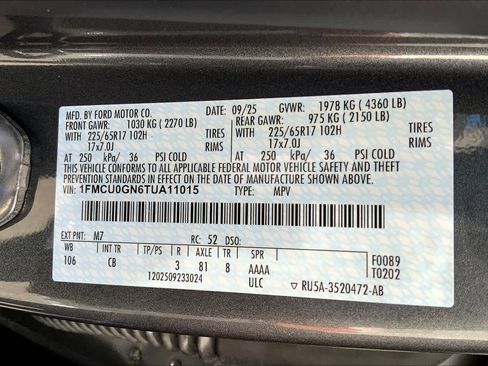 MFD. BY FORD MOTOR CO. DATE: 09/25 GVWR: 1978 KG ( 4360 LB)
FRONT GAWR: 1030 KG ( 2270 LB) REAR GAWR: 975 KG ( 2150 LB)
WITH 225/65R17 102H TIRES WITH 225/65R17 102H TIRES
17x7.0J RIMS 17x7.0J RIMS
AT 250 kPa/ 36 PSI COLD AT 250 kPa/ 36 PSI COLD
THIS VEHICLE CONFORMS TO ALL APPLICABLE FEDERAL MOTOR VEHICLE SAFETY AND THEFT
PREVENTION STANDARDS IN EFFECT ON THE DATE OF MANUFACTURE SHOWN ABOVE.
VIN: 1FMCU0GN6TUA11015 TYPE: MPV
EXT PNT: M7 RC: 52 DSO: F0089
WB INT TR TP/PS R AXLE TR SPR T0202
106 CB 3 81 8 AAAA
1202509233024 ULC ▽ RU5A-3520472-AB